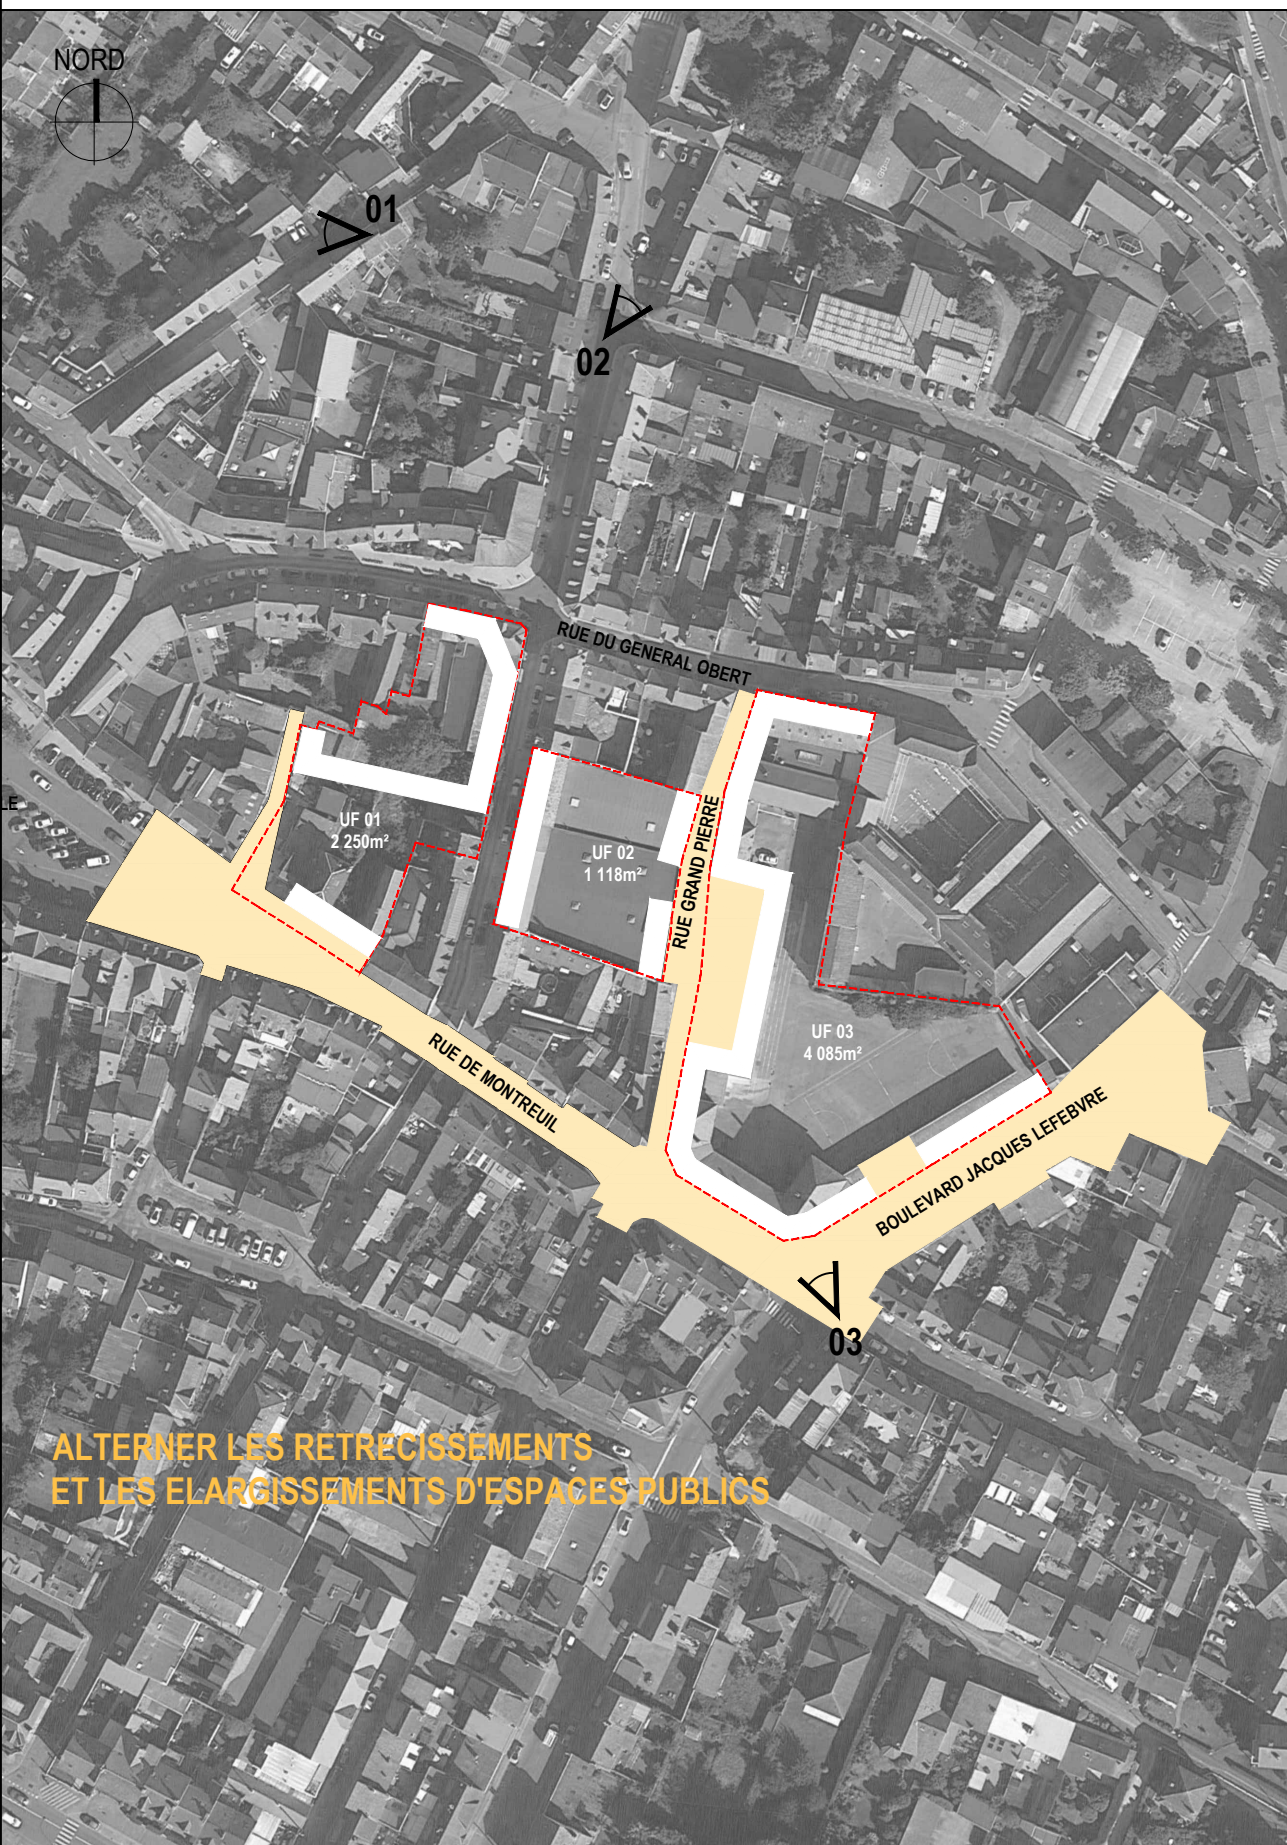 NORD
01
02
RUE DU GENERAL OBERT
LE
UF 01
2 250m²
UF 02
1 118m²
RUE GRAND PIERRE
UF 03
4 085m²
RUE DE MONTREUIL
BOULEVARD JACQUES LEFEBVRE
03
ALTERNER LES RETRECISSEMENTS
ET LES ELARGISSEMENTS D'ESPACES PUBLICS